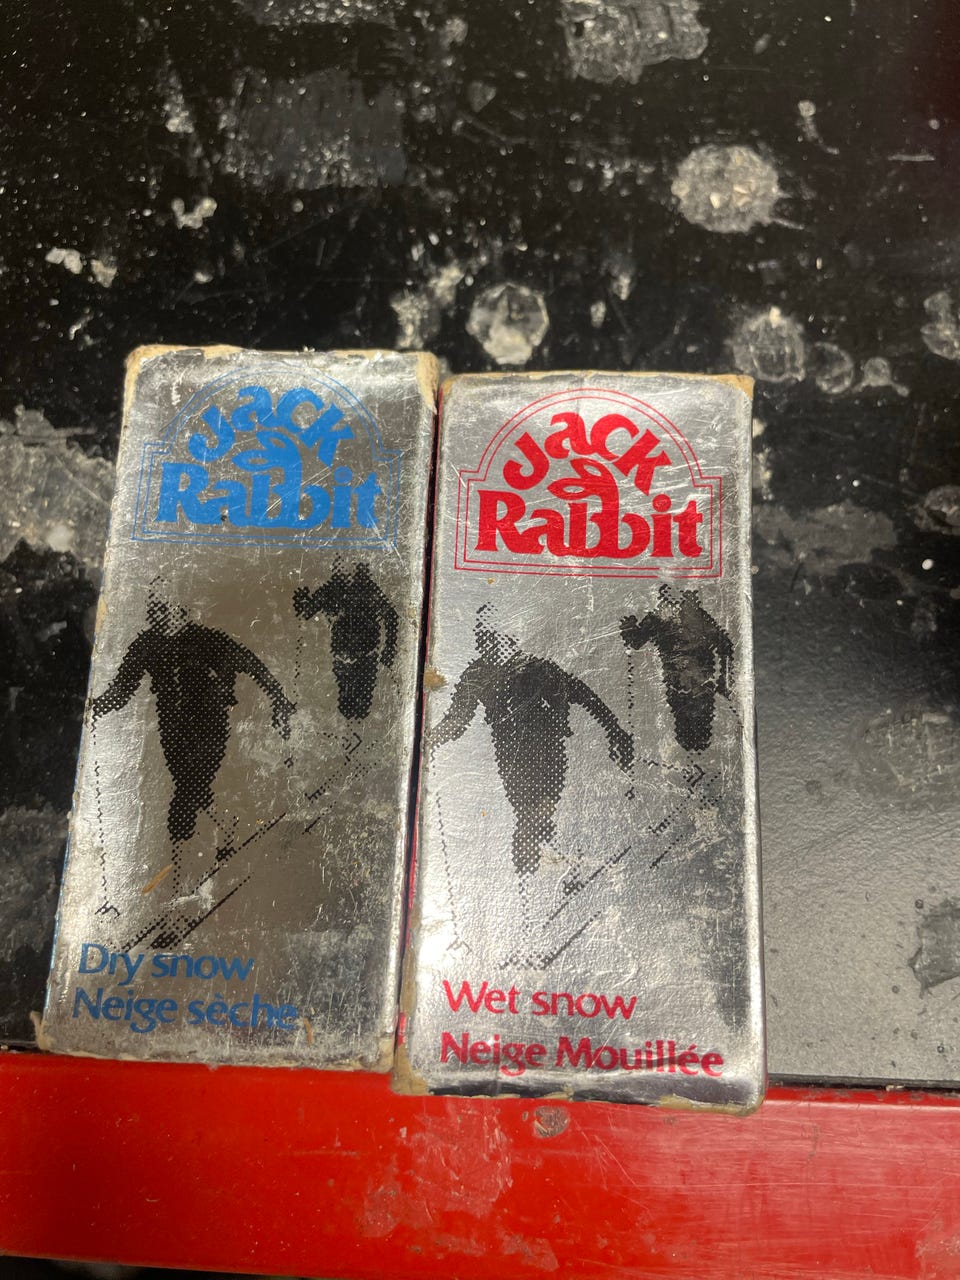 Jack
Rabbit
Dry snow
Neige sèche
Jack
Rabbit
Wet snow
Neige Mouillée